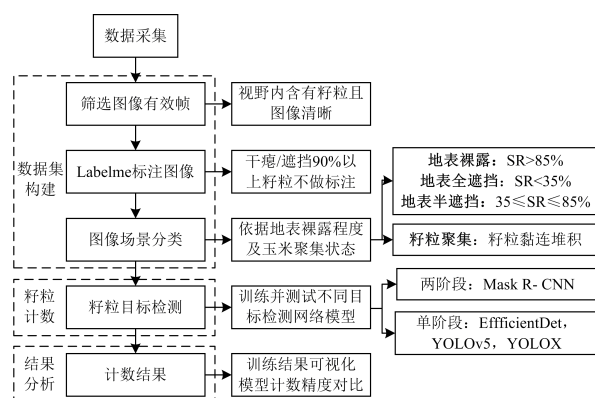 数据采集
筛选图像有效帧
视野内含有籽粒且
图像清晰
数据集
构建
Labelme标注图像
干瘪/遮挡90%以
上籽粒不做标注
地表裸露：SR>85%
地表全遮挡：SR<35%
地表半遮挡：35≤SR≤85%
图像场景分类
依据地表裸露程度
及玉米聚集状态
籽粒聚集：籽粒黏连堆积
籽粒
计数
籽粒目标检测
训练并测试不同目
标检测网络模型
两阶段：Mask R- CNN
单阶段：EffficientDet，
YOLOv5，YOLOX
结果
分析
计数结果
训练结果可视化
模型计数精度对比